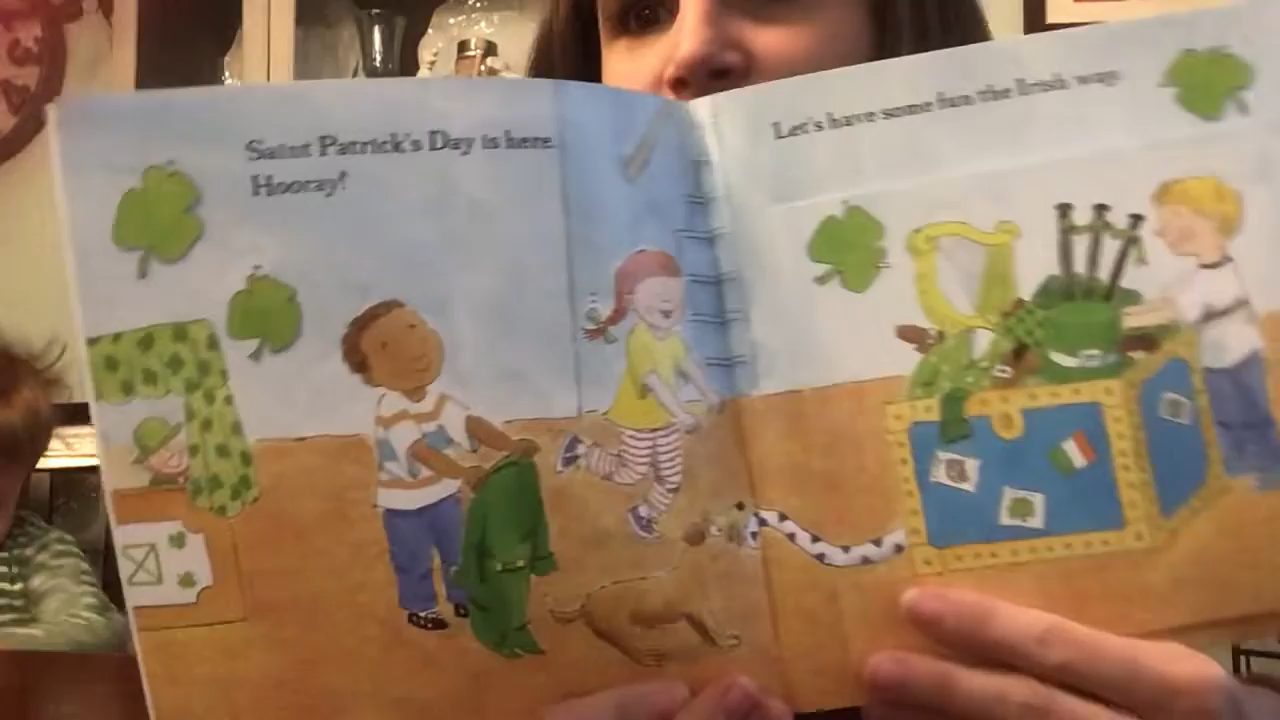 Saint Patrick's Day is here.
Hooray!
Let's have some fun the Irish way.